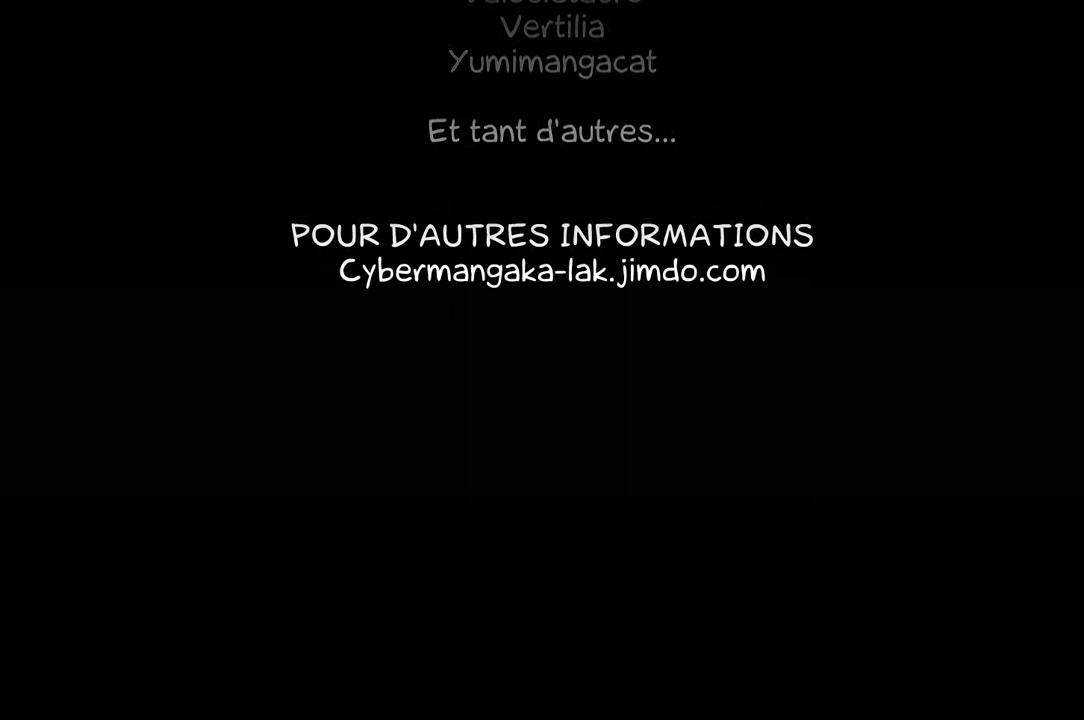 Vertilia
Yumimangacat
Et tant d'autres...
POUR D'AUTRES INFORMATIONS
Cybermangaka-lak.jimdo.com